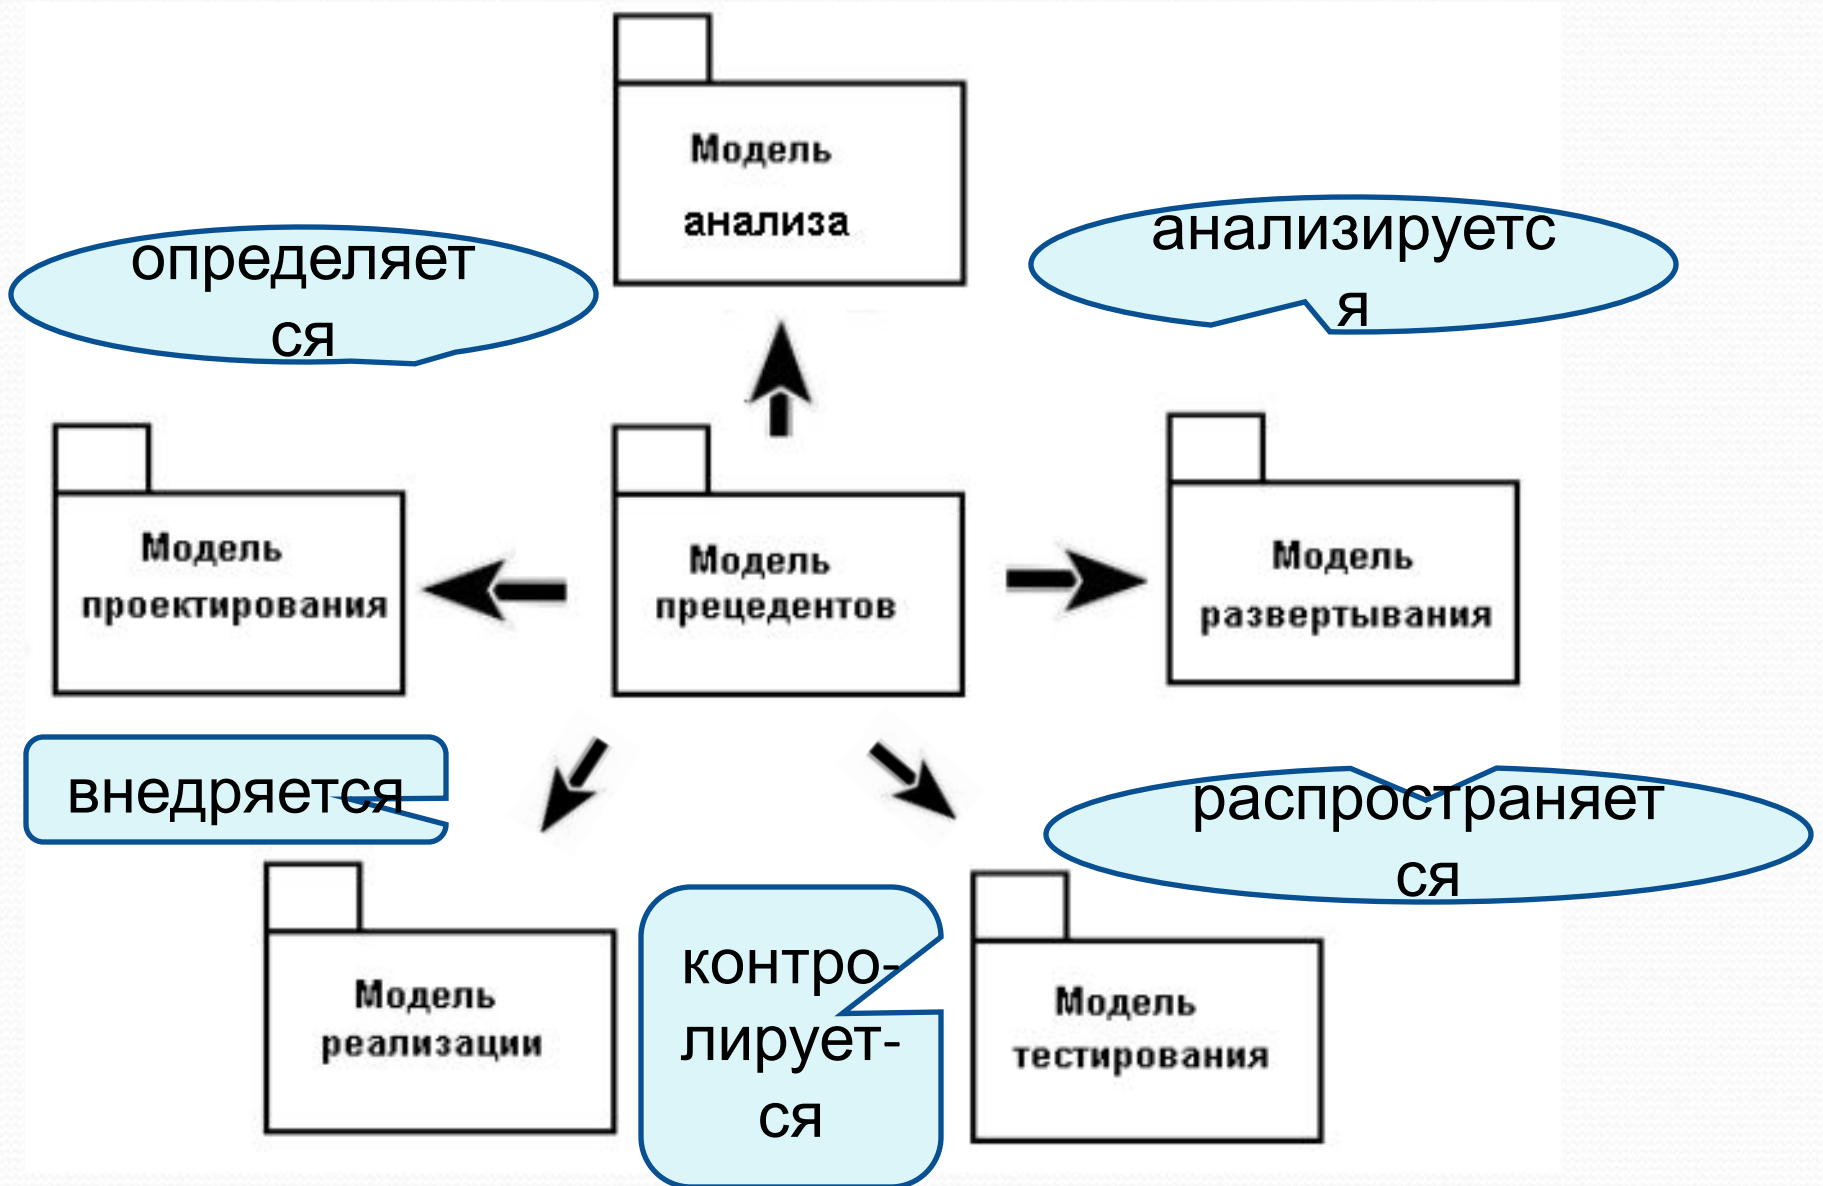 Модель
анализа
определяет
ся
анализируетс
я
Модель
проектирования
Модель
прецедентов
Модель
развертывания
внедряется
распространяет
ся
Модель
реализации
контро-
лирует-
ся
Модель
тестирования